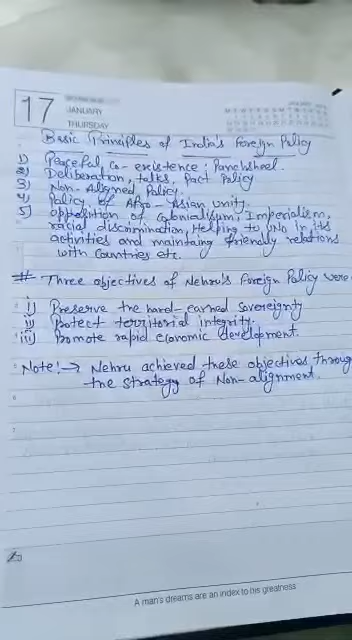 17
JANUARY
THURSDAY
Basic Principles of India's Foreign Policy
1) Peaceful co-existence: Panchsheel.
2) Deliberation, talks, Pact Policy
3) Non-Aligned Policy.
4) Policy of Afro-Asian unity.
5) opposition of Colonialism, Imperialism,
racial discrimination, Helping to UNO in its
activities and maintaing friendly relations
with countries etc.
# Three objectives of Nehru's Foreign Policy were
i) Preserve the hard-earned sovereignty
ii) Protect territorial integrity.
iii) Promote rapid economic development.
Note!→ Nehru achieved these objectives through
the strategy of Non-alignment.
A man's dreams are an index to his greatness